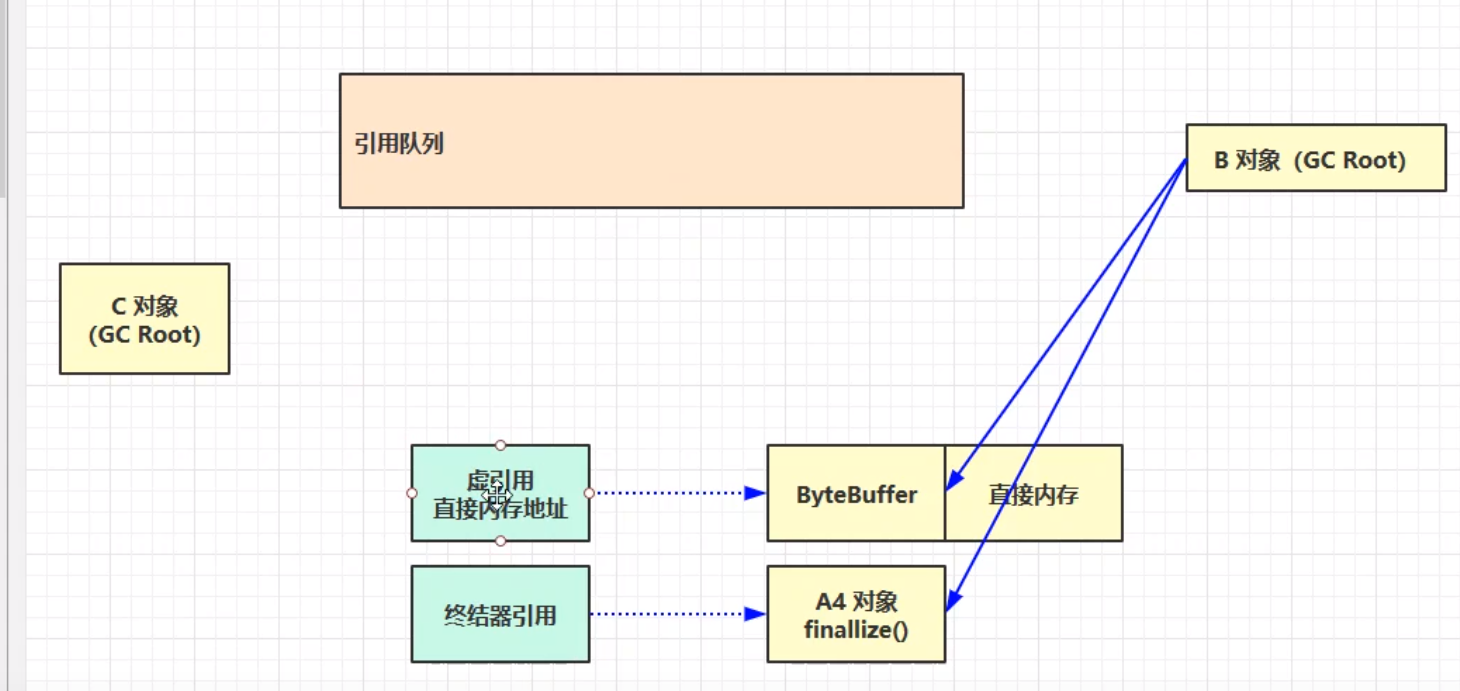 引用队列
B 对象（GC Root）
C 对象
(GC Root)
虚引用
直接内存地址
ByteBuffer
直接内存
终结器引用
A4 对象
finallize()